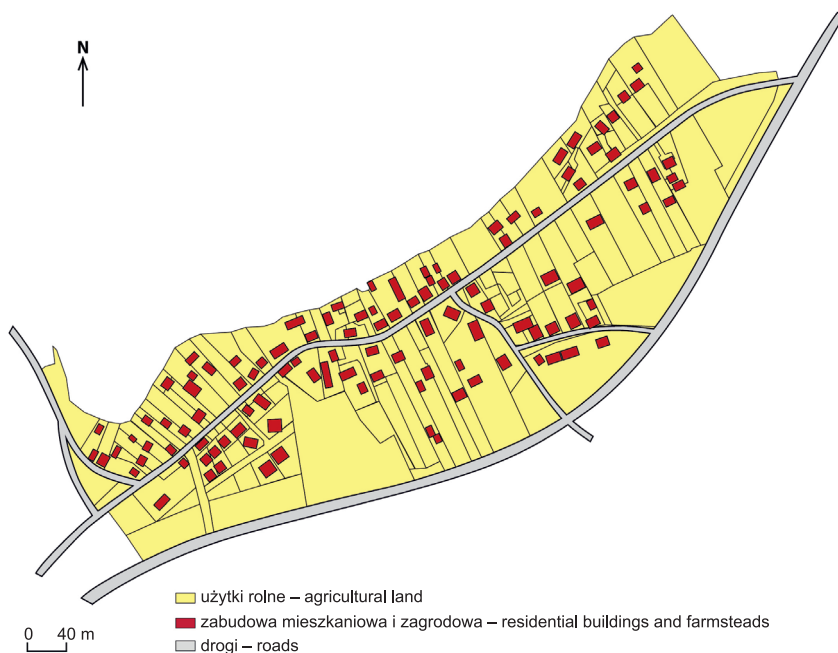 N
użytki rolne – agricultural land
zabudowa mieszkaniowa i zagrodowa – residential buildings and farmsteads
0 40 m
drogi – roads